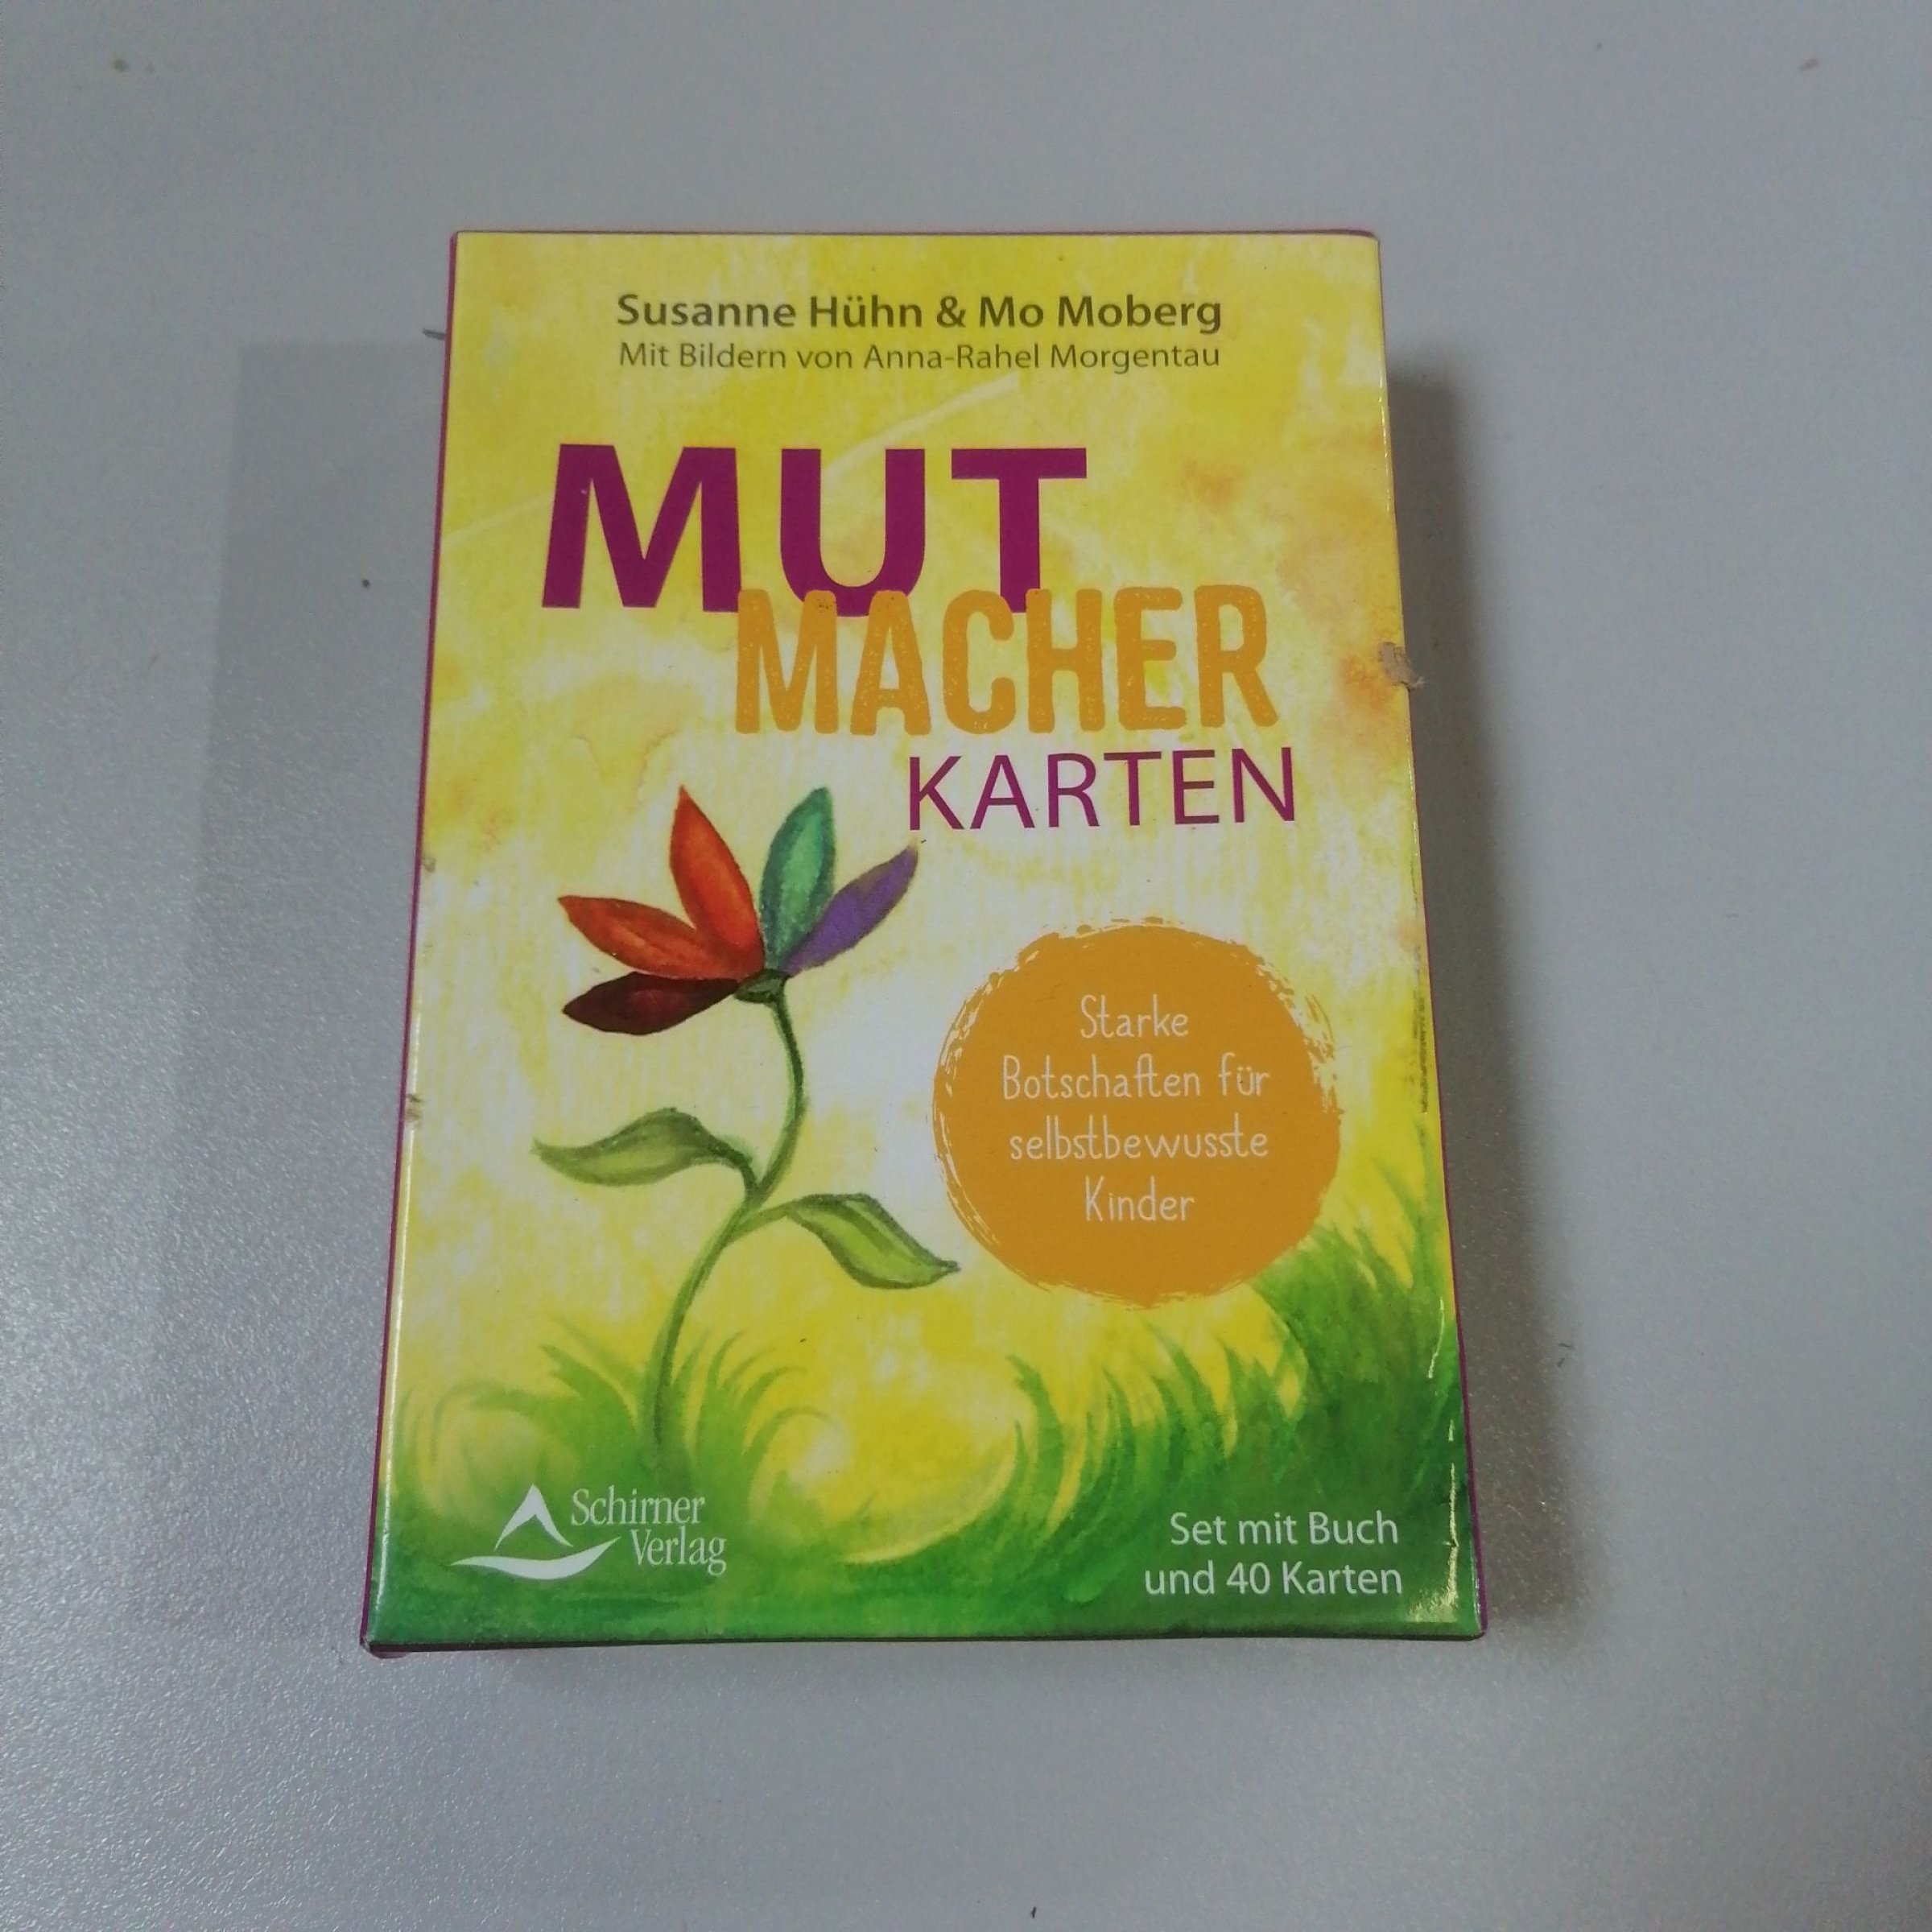 Susanne Hühn & Mo Moberg
Mit Bildern von Anna-Rahel Morgentau
MUT
MACHER
KARTEN
Starke
Botschaften für
selbstbewusste
Kinder
Schirner
Verlag
Set mit Buch
und 40 Karten